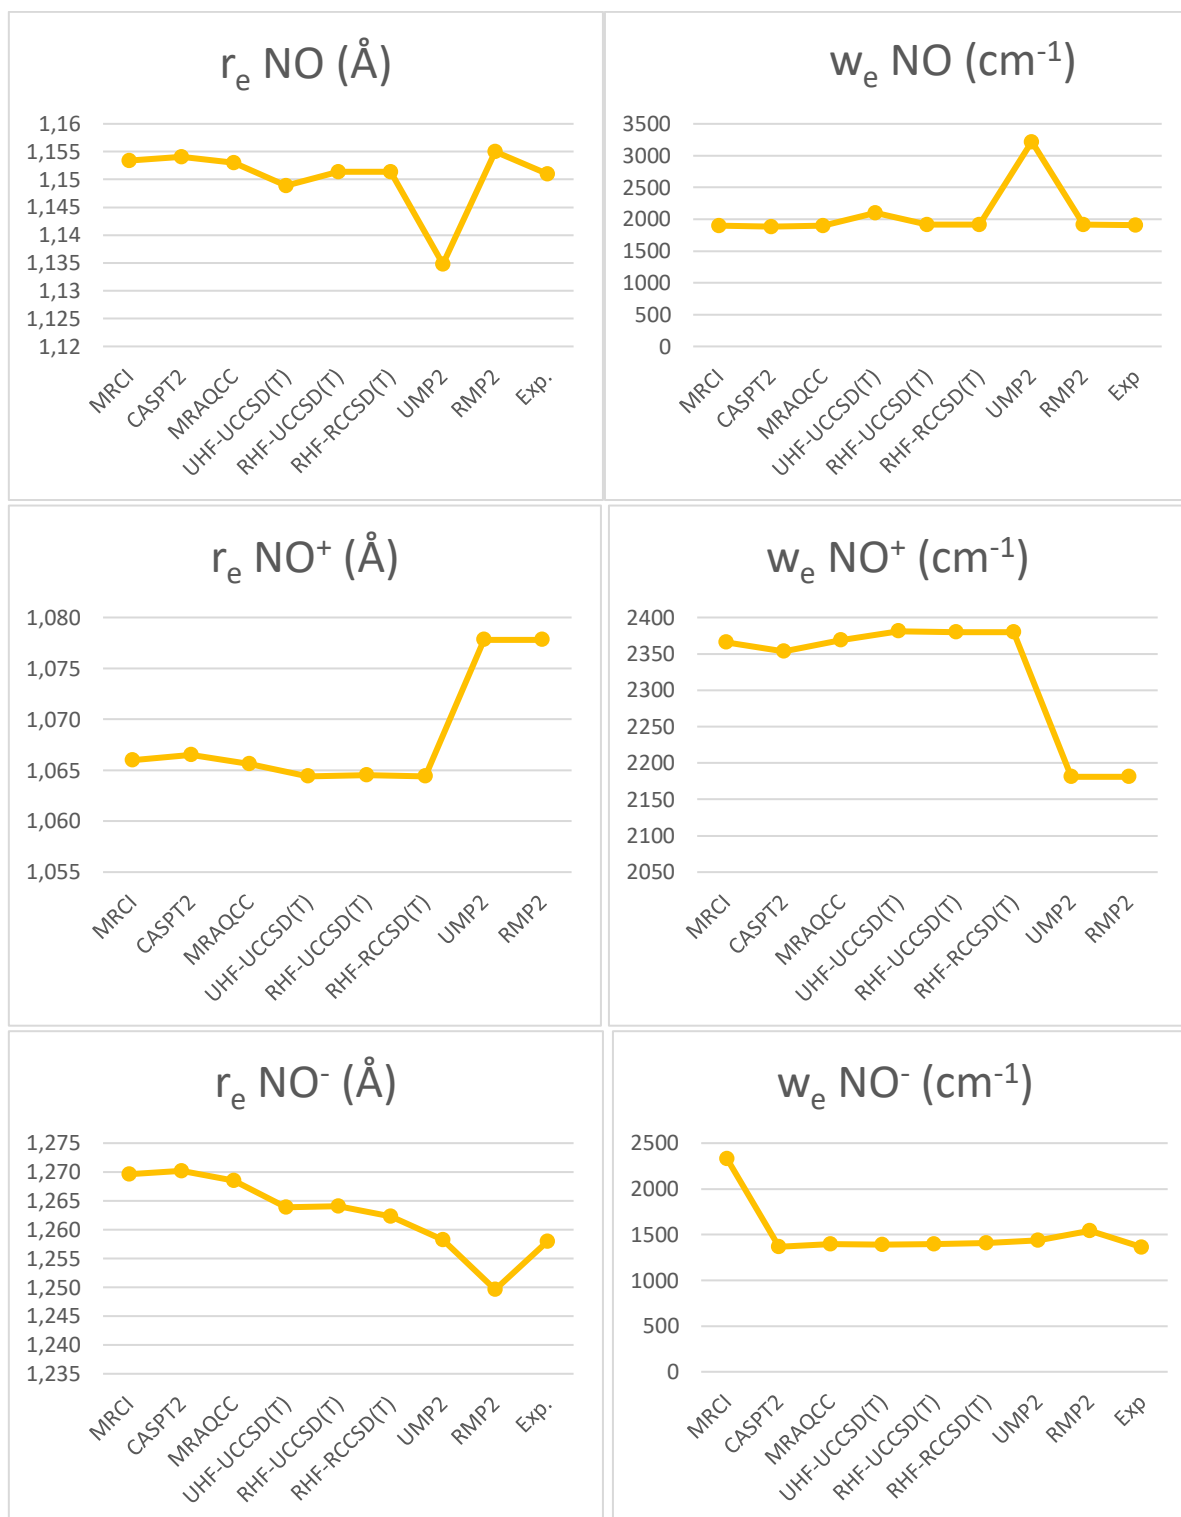 r_e NO (Å)
1,16
1,155
1,15
1,145
1,14
1,135
1,13
1,125
1,12
MRCI
CASPT2
MRAQCC
UHF-UCCSD(T)
RHF-UCCSD(T)
RHF-RCCSD(T)
UMP2
RMP2
Exp.
w_e NO (cm⁻¹)
3500
3000
2500
2000
1500
1000
500
0
MRCI
CASPT2
MRAQCC
UHF-UCCSD(T)
RHF-UCCSD(T)
RHF-RCCSD(T)
UMP2
RMP2
Exp
r_e NO⁺ (Å)
1,080
1,075
1,070
1,065
1,060
1,055
MRCI
CASPT2
MRAQCC
UHF-UCCSD(T)
RHF-UCCSD(T)
RHF-RCCSD(T)
UMP2
RMP2
w_e NO⁺ (cm⁻¹)
2400
2350
2300
2250
2200
2150
2100
2050
MRCI
CASPT2
MRAQCC
UHF-UCCSD(T)
RHF-UCCSD(T)
RHF-RCCSD(T)
UMP2
RMP2
r_e NO⁻ (Å)
1,275
1,270
1,265
1,260
1,255
1,250
1,245
1,240
1,235
MRCI
CASPT2
MRAQCC
UHF-UCCSD(T)
RHF-UCCSD(T)
RHF-RCCSD(T)
UMP2
RMP2
Exp.
w_e NO⁻ (cm⁻¹)
2500
2000
1500
1000
500
0
MRCI
CASPT2
MRAQCC
UHF-UCCSD(T)
RHF-UCCSD(T)
RHF-RCCSD(T)
UMP2
RMP2
Exp